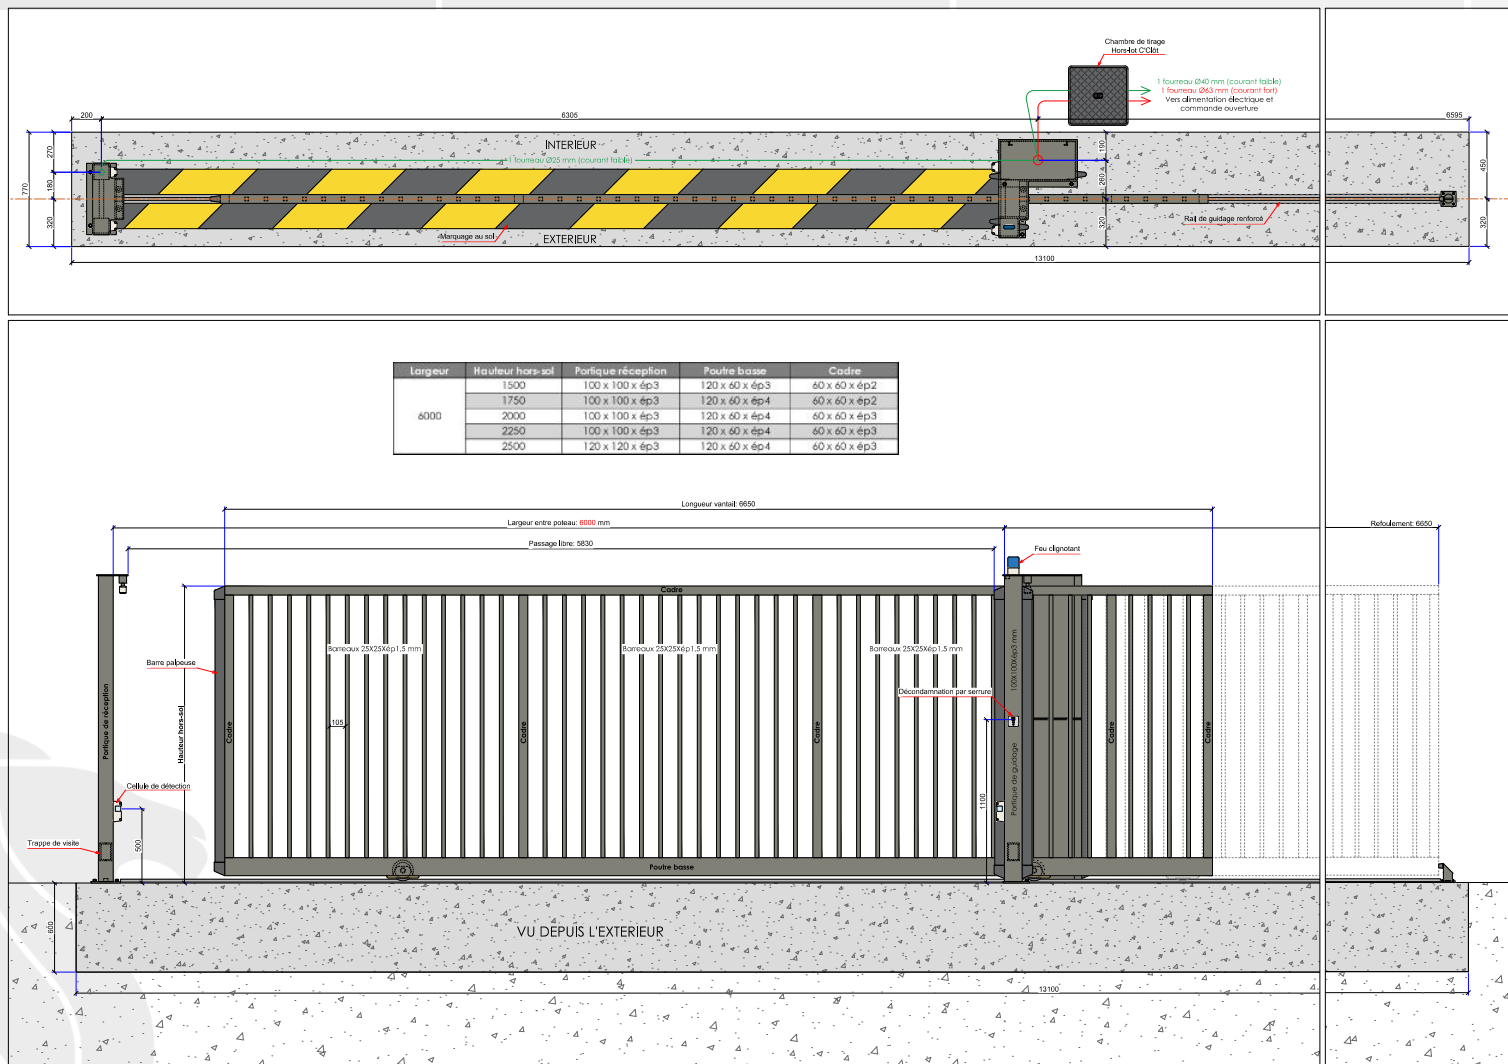 Chambre de tirage
Hors-lot C'Clôt
1 fourreau Ø40 mm (courant faible)
1 fourreau Ø63 mm (courant fort)
Vers alimentation électrique et
commande ouverture
200
6305
6595
INTERIEUR
1 fourreau Ø25 mm (courant faible)
270
180
320
770
190
260
320
450
320
Rail de guidage renforcé
Marquage au sol
EXTERIEUR
13100
Largeur Hauteur hors-sol Portique réception Poutre basse Cadre
6000
1500 100 x 100 x ép3 120 x 60 x ép3 60 x 60 x ép2
1750 100 x 100 x ép3 120 x 60 x ép4 60 x 60 x ép2
2000 100 x 100 x ép3 120 x 60 x ép4 60 x 60 x ép3
2250 100 x 100 x ép3 120 x 60 x ép4 60 x 60 x ép3
2500 120 x 120 x ép3 120 x 60 x ép4 60 x 60 x ép3
Longueur vantail: 6650
Largeur entre poteau: 6000 mm
Refoulement: 6650
Passage libre: 5830
Feu clignotant
Cadre
Barreaux 25X25Xép1,5 mm
Barreaux 25X25Xép1,5 mm
Barreaux 25X25Xép1,5 mm
Barre palpeuse
100X100Xép3 mm
Décondamnation par serrure
Portique de réception
Hauteur hors-sol
105
Cadre
Cadre
Cadre
Cadre
Cadre
Portique de guidage
1100
Cellule de détection
Trappe de visite
500
Poutre basse
600
VU DEPUIS L'EXTERIEUR
13100